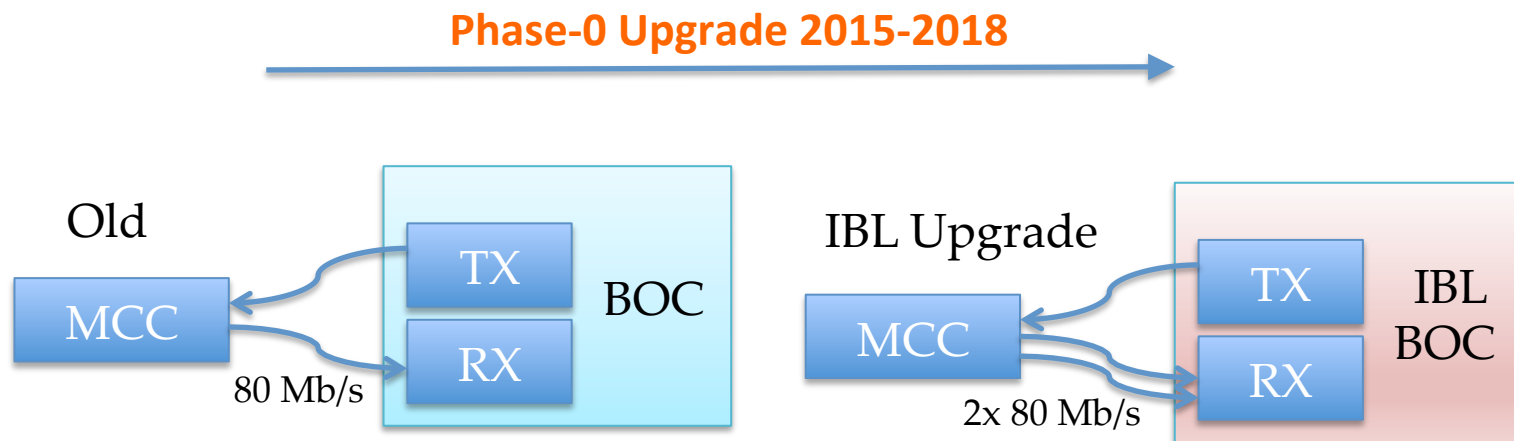 Phase-0 Upgrade 2015-2018
Old
MCC
TX
RX
BOC
80 Mb/s
IBL Upgrade
MCC
TX
RX
IBL
BOC
2x 80 Mb/s